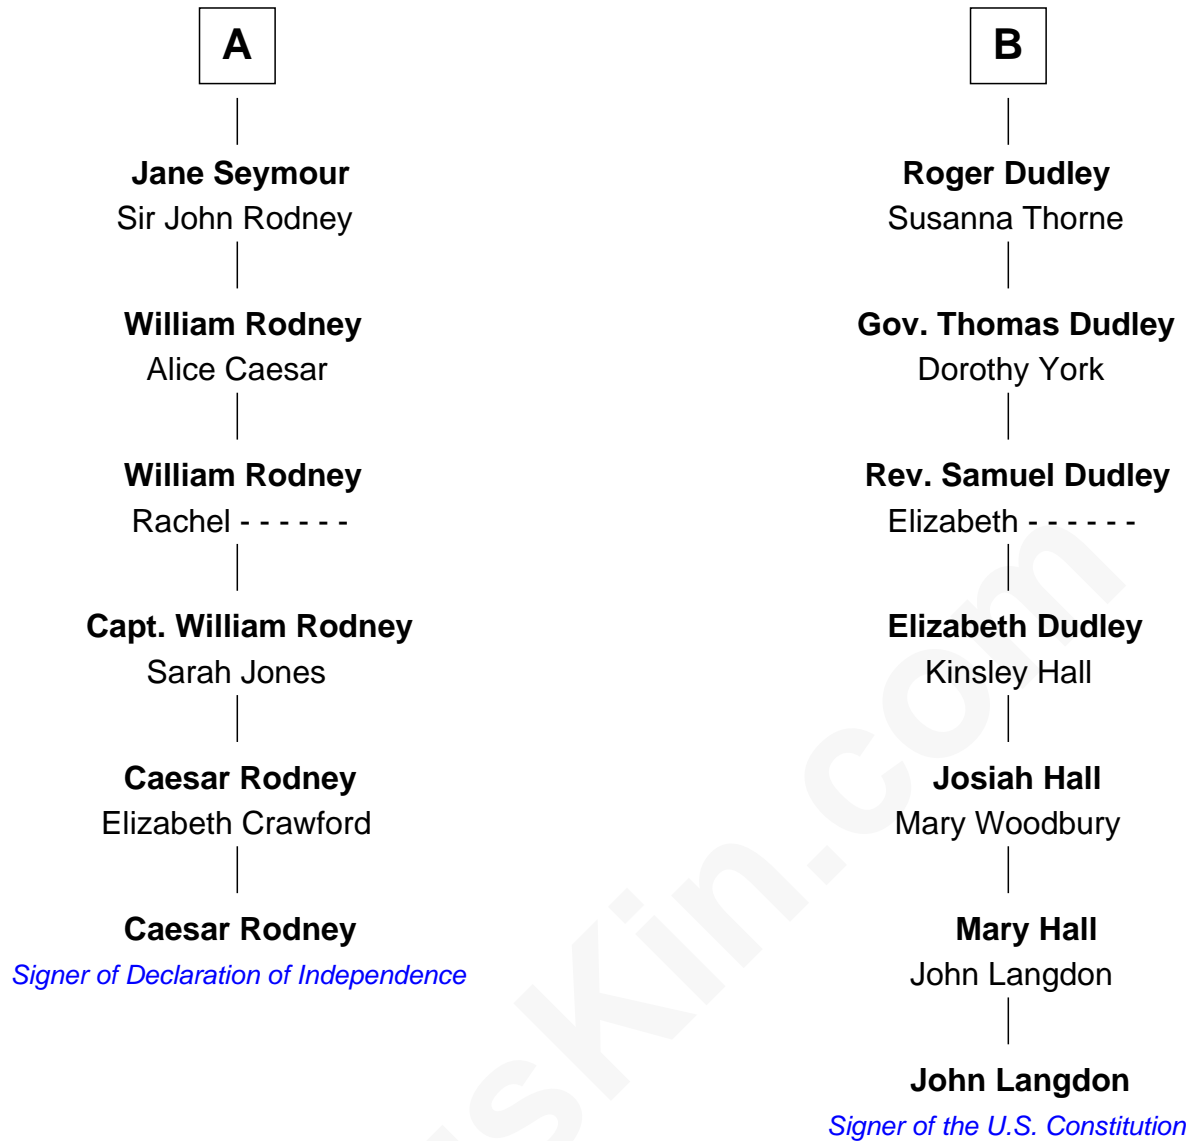 A
Jane Seymour
Sir John Rodney
William Rodney
Alice Caesar
William Rodney
Rachel - - - - - -
Capt. William Rodney
Sarah Jones
Caesar Rodney
Elizabeth Crawford
Caesar Rodney
Signer of Declaration of Independence
B
Roger Dudley
Susanna Thorne
Gov. Thomas Dudley
Dorothy York
Rev. Samuel Dudley
Elizabeth - - - - - -
Elizabeth Dudley
Kinsley Hall
Josiah Hall
Mary Woodbury
Mary Hall
John Langdon
John Langdon
Signer of the U.S. Constitution